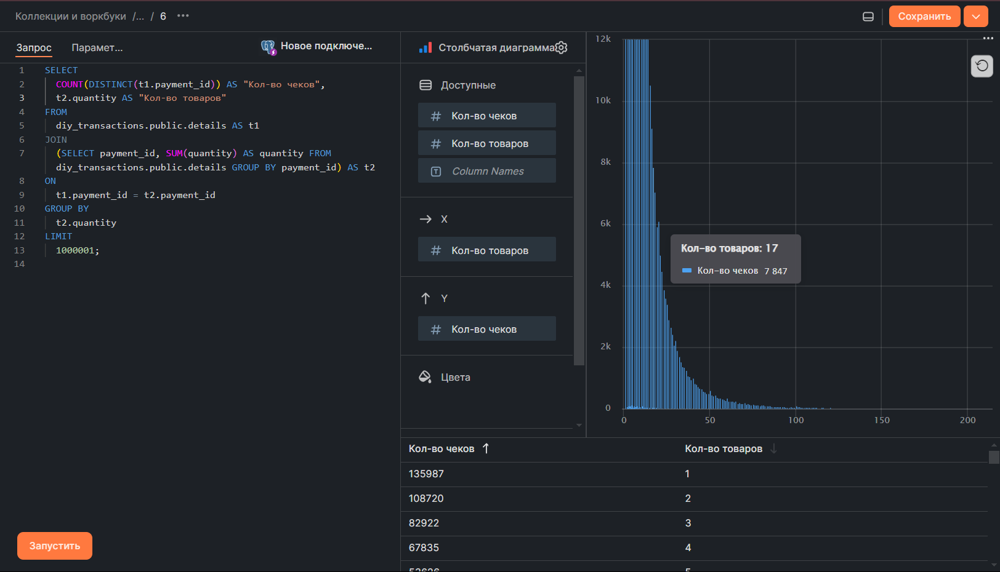 Коллекции и воркбуки /... / 6 •••
Сохранить
Запрос Парамет... Новое подключе...
1 SELECT
2 COUNT(DISTINCT(t1.payment_id)) AS "Кол-во чеков",
3 t2.quantity AS "Кол-во товаров"
4 FROM
5 diy_transactions.public.details AS t1
6 JOIN
7 (SELECT payment_id, SUM(quantity) AS quantity FROM
diy_transactions.public.details GROUP BY payment_id) AS t2
8 ON
9 t1.payment_id = t2.payment_id
10 GROUP BY
11 t2.quantity
12 LIMIT
13 1000001;
14
Запустить
Столбчатая диаграмма
Доступные
# Кол-во чеков
# Кол-во товаров
T Column Names
X
# Кол-во товаров
Y
# Кол-во чеков
Цвета
12k
10k
8k
6k
4k
2k
0
0 50 100 150 200
Кол-во товаров: 17
Кол-во чеков 7 847
Кол-во чеков Кол-во товаров
135987 1
108720 2
82922 3
67835 4